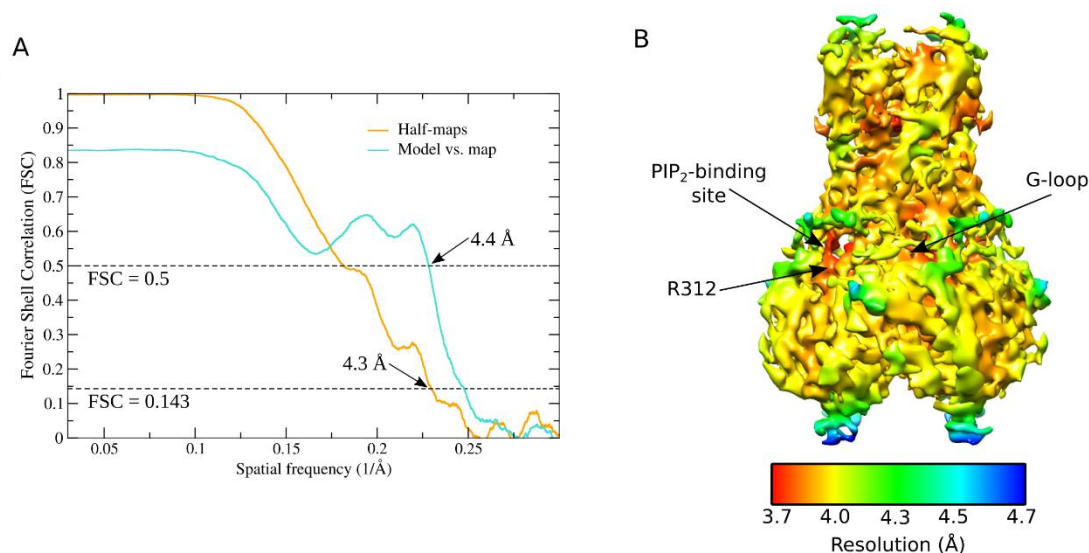 A
1
0.9
0.8
0.7
0.6
0.5
0.4
0.3
0.2
0.1
0
Fourier Shell Correlation (FSC)
Half-maps
Model vs. map
4.4 Å
FSC = 0.5
4.3 Å
FSC = 0.143
0.05 0.1 0.15 0.2 0.25
Spatial frequency (1/Å)
B
PIP₂-binding
site
G-loop
R312
3.7 4.0 4.3 4.5 4.7
Resolution (Å)